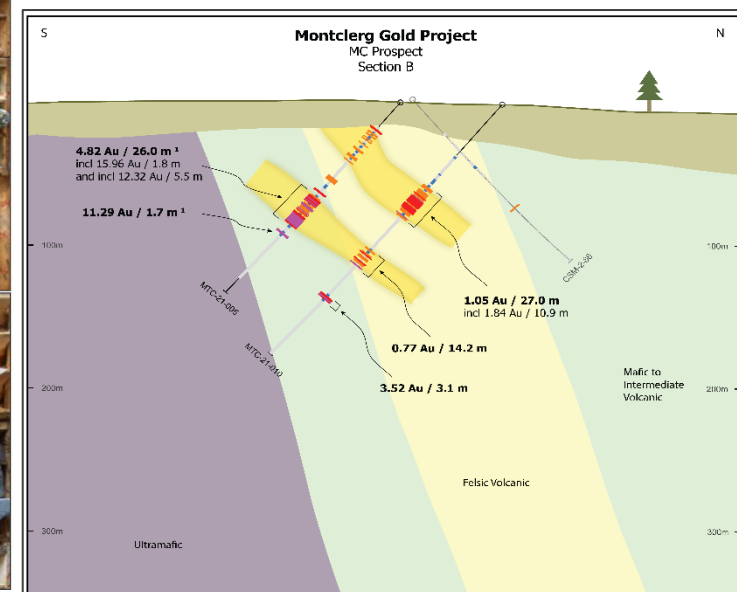 S
Montclerg Gold Project
N
MC Prospect
Section B
4.82 Au / 26.0 m ¹
incl 15.96 Au / 1.8 m
and incl 12.32 Au / 5.5 m
11.29 Au / 1.7 m ¹
100m
100m
CSM-2-86
MTC-21-010
1.05 Au / 27.0 m
incl 1.84 Au / 10.9 m
0.77 Au / 14.2 m
3.52 Au / 3.1 m
Mafic to
Intermediate
Volcanic
200m
200m
Felsic Volcanic
300m
300m
Ultramafic